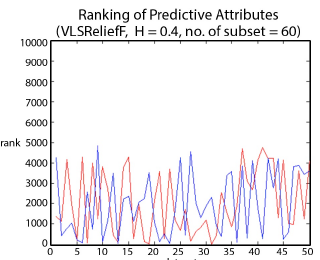 Ranking of Predictive Attributes
(VLSReliefF, H = 0.4, no. of subset = 60)
10000
9000
8000
7000
6000
rank
5000
4000
3000
2000
1000
0
0 5 10 15 20 25 30 35 40 45 50